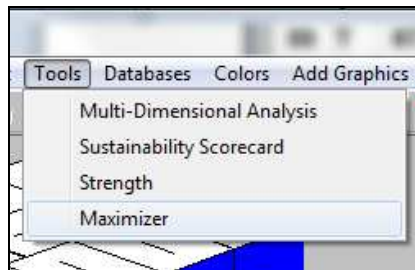 Tools Databases Colors Add Graphics
Multi-Dimensional Analysis
Sustainability Scorecard
Strength
Maximizer